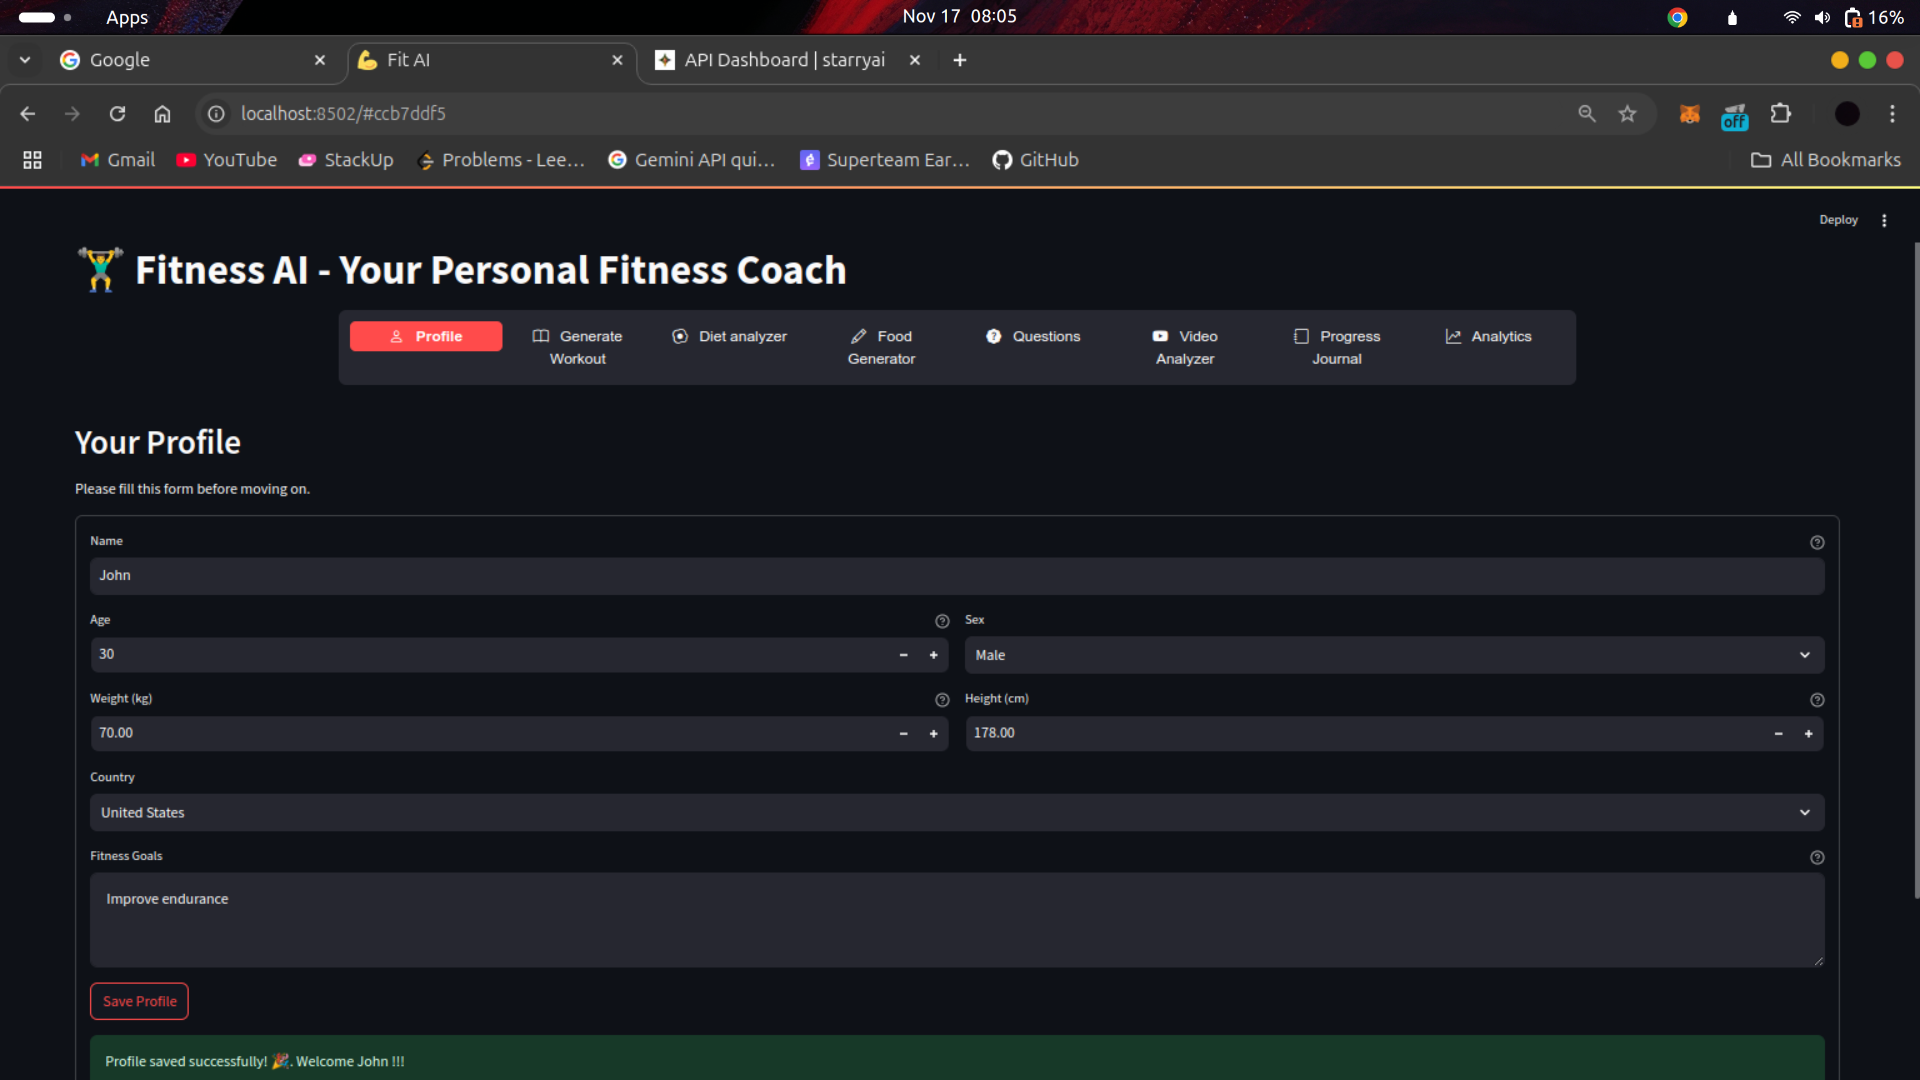 Apps
Nov 17 08:05
16%
Google
Fit AI
API Dashboard | starryai
localhost:8502/#ccb7ddf5
off
Gmail
YouTube
StackUp
Problems - Lee...
Gemini API qui...
Superteam Ear...
GitHub
All Bookmarks
Deploy
Fitness AI - Your Personal Fitness Coach
Profile
Generate
Workout
Diet analyzer
Food
Generator
Questions
Video
Analyzer
Progress
Journal
Analytics
Your Profile
Please fill this form before moving on.
Name
John
Age
Sex
30
Male
Weight (kg)
Height (cm)
70.00
178.00
Country
United States
Fitness Goals
Improve endurance
Save Profile
Profile saved successfully! 🎉. Welcome John !!!